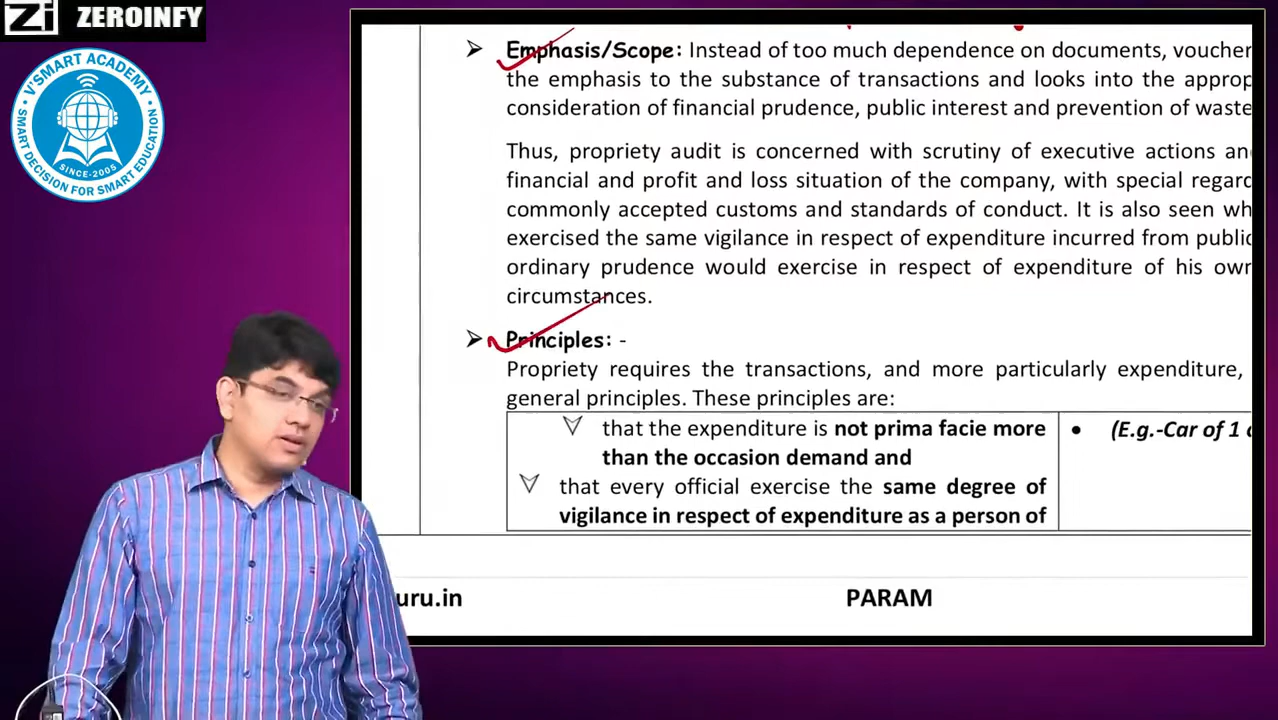 Zi ZEROINFY
V'SMART ACADEMY
SINCE-2005
SMART DECISION FOR SMART EDUCATION
➢ Emphasis/Scope: Instead of too much dependence on documents,
the emphasis to the substance of transactions and looks into the
consideration of financial prudence, public interest and prevention of waste
Thus, propriety audit is concerned with scrutiny of executive actions
financial and profit and loss situation of the company, with special
commonly accepted customs and standards of conduct. It is also seen
exercised the same vigilance in respect of expenditure incurred from
ordinary prudence would exercise in respect of expenditure of his
circumstances.
➢ Principles: -
Propriety requires the transactions, and more particularly expenditure,
general principles. These principles are:
that the expenditure is not prima facie more • (E.g.-Car of 1
than the occasion demand and
that every official exercise the same degree of
vigilance in respect of expenditure as a person of
uru.in PARAM